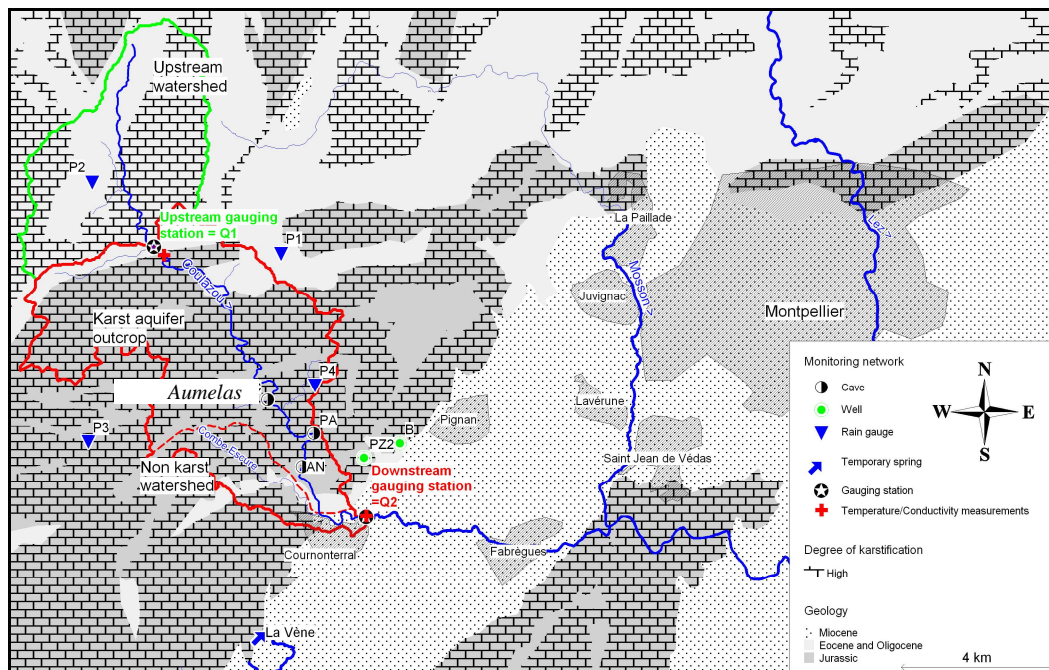 Upstream
watershed
P2
Upstream gauging
station = Q1
P1
La Paillade
Lez >
Coulazou >
Mosson >
Juvignac
Montpellier
Karst aquifer
outcrop
P4
Aumelas
Lavérune
PA
Pignan
B
P3
Combe Escure
PZ2
AN
Saint Jean de Védas
Non karst
watershed
Downstream
gauging station
=Q2
Cournonterral
Fabrègues
La Vène
Monitoring network
Cave
Well
Rain gauge
Temporary spring
Gauging station
Temperature/Conductivity measurements
N
W
E
S
Degree of karstification
High
Geology
Miocene
Eocene and Oligocene
Jurassic
4 km